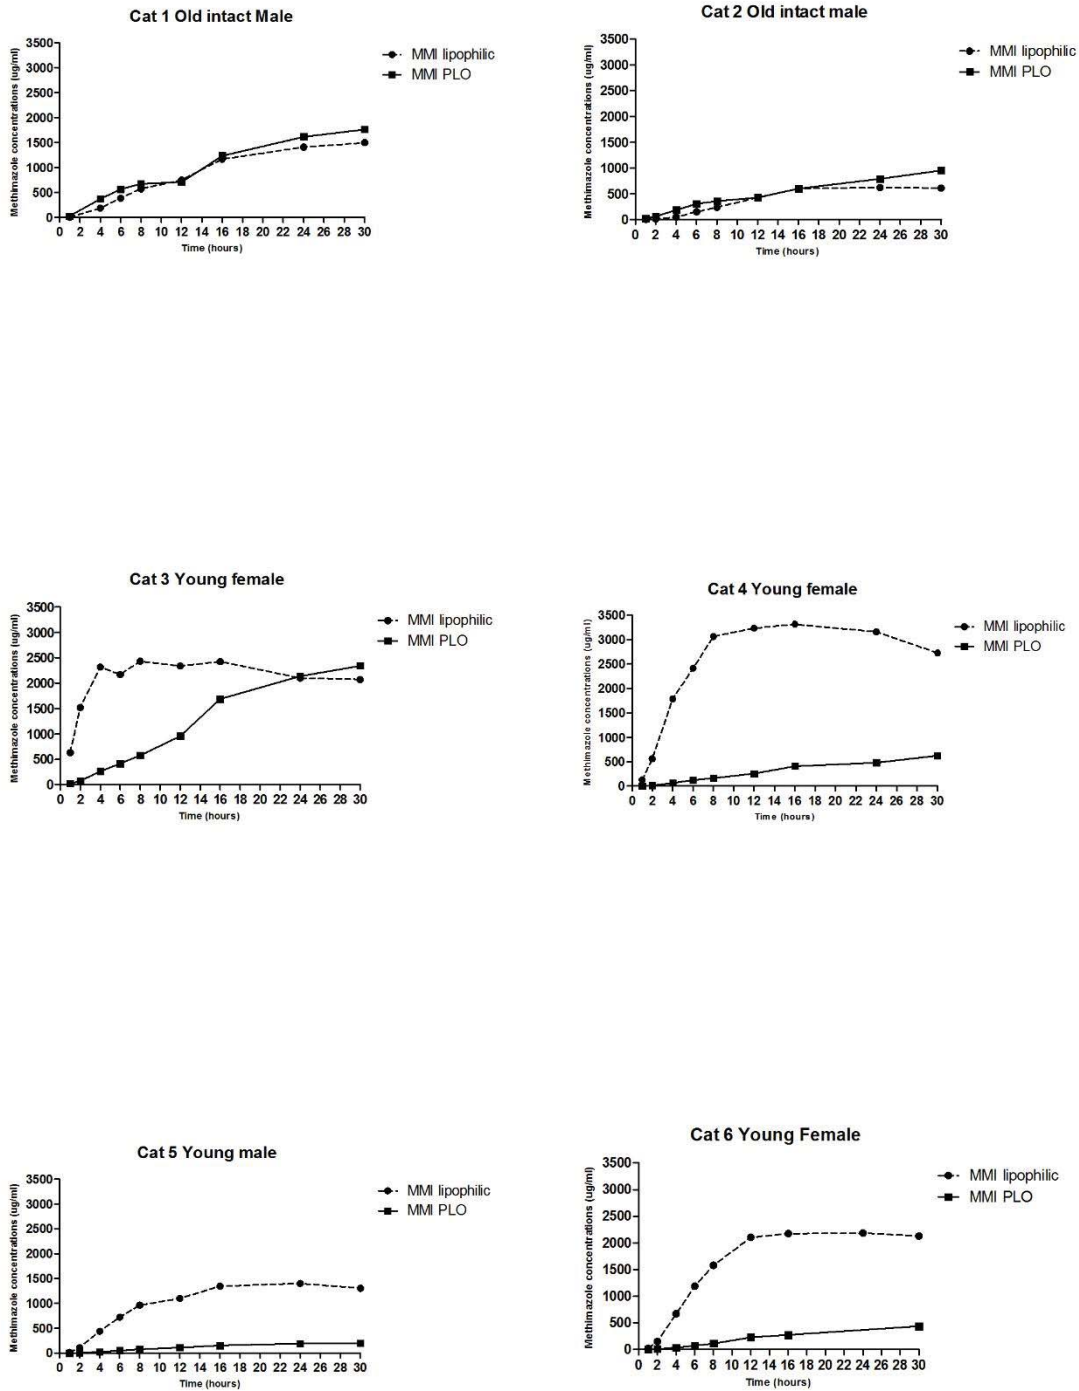 Cat 1 Old intact Male
3500
3000
2500
2000
1500
1000
500
0
Methimazole concentrations (ug/ml)
0 2 4 6 8 10 12 14 16 18 20 22 24 26 28 30
Time (hours)
MMI lipophilic
MMI PLO
Cat 2 Old intact male
3500
3000
2500
2000
1500
1000
500
0
Methimazole concentrations (ug/ml)
0 2 4 6 8 10 12 14 16 18 20 22 24 26 28 30
Time (hours)
MMI lipophilic
MMI PLO
Cat 3 Young female
3500
3000
2500
2000
1500
1000
500
0
Methimazole concentrations (ug/ml)
0 2 4 6 8 10 12 14 16 18 20 22 24 26 28 30
Time (hours)
MMI lipophilic
MMI PLO
Cat 4 Young female
3500
3000
2500
2000
1500
1000
500
0
Methimazole concentrations (ug/ml)
0 2 4 6 8 10 12 14 16 18 20 22 24 26 28 30
Time (hours)
MMI lipophilic
MMI PLO
Cat 5 Young male
3500
3000
2500
2000
1500
1000
500
0
Methimazole concentrations (ug/ml)
0 2 4 6 8 10 12 14 16 18 20 22 24 26 28 30
Time (hours)
MMI lipophilic
MMI PLO
Cat 6 Young Female
3500
3000
2500
2000
1500
1000
500
0
Methimazole concentrations (ug/ml)
0 2 4 6 8 10 12 14 16 18 20 22 24 26 28 30
Time (hours)
MMI lipophilic
MMI PLO